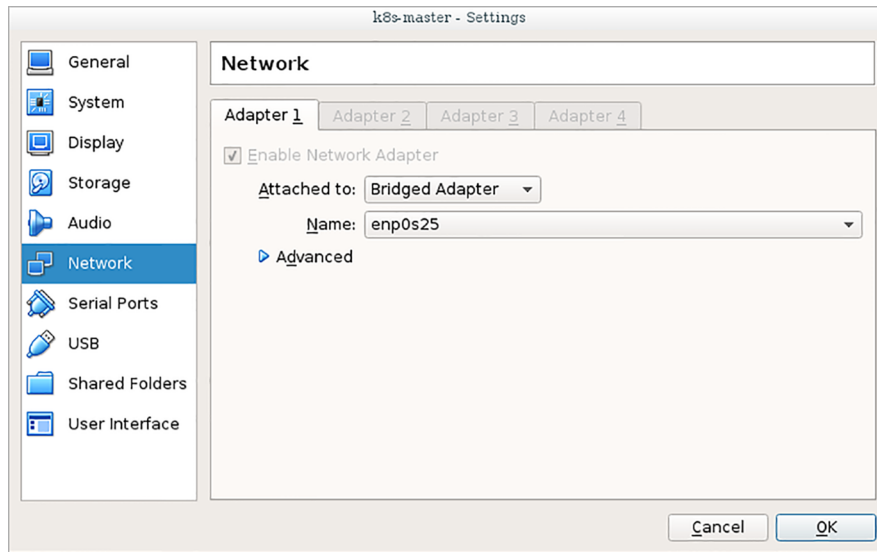 k8s-master - Settings
General
System
Display
Storage
Audio
Network
Serial Ports
USB
Shared Folders
User Interface
Network
Adapter 1 Adapter 2 Adapter 3 Adapter 4
Enable Network Adapter
Attached to: Bridged Adapter
Name: enp0s25
Advanced
Cancel OK